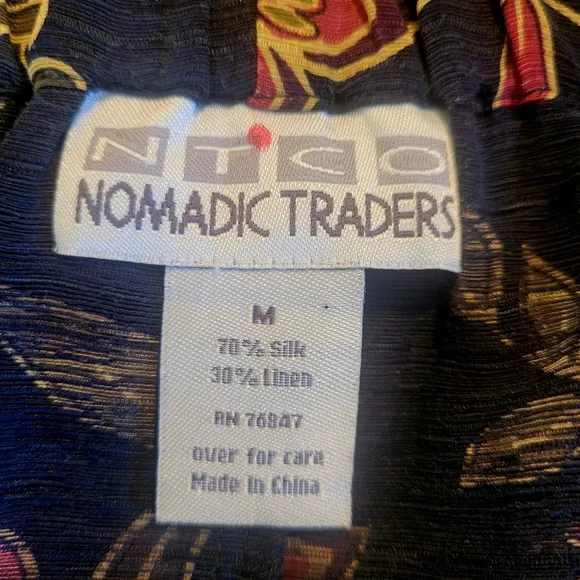 NTCO
NOMADIC TRADERS
M
70% Silk
30% Linen
RN 76847
over for care
Made in China